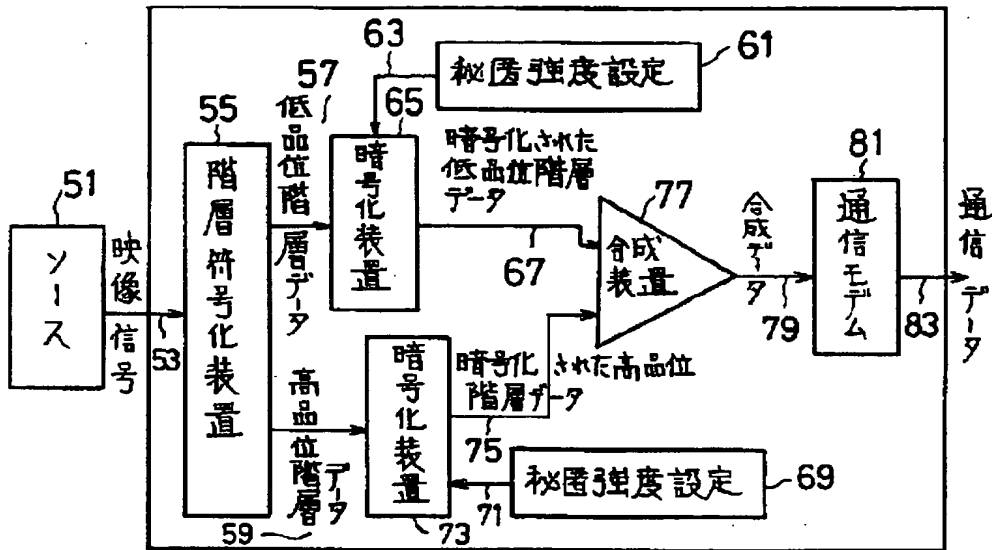 51
ソース
映像
信号
53
55
階層符号化装置
57
低品位階
層データ
高品位
階層データ
59
63
65
暗号化装置
秘匿強度設定
61
暗号化された
低品位階層
データ
67
暗号化装置
73
暗号化された高品位
階層データ
75
71
秘匿強度設定
69
77
合成
装置
合成データ
79
81
通信モデム
83
通信データ